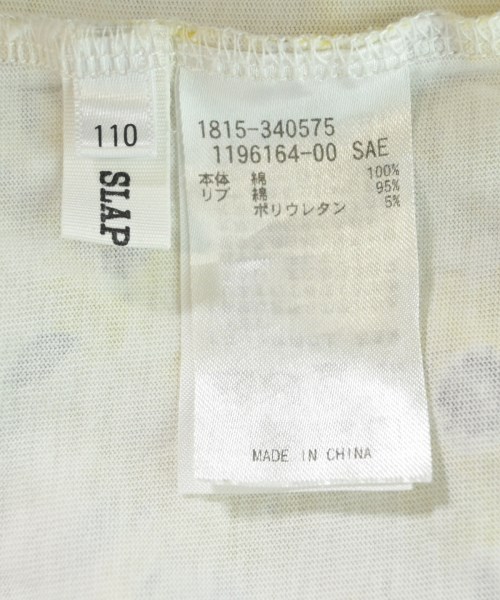 110
SLAP
1815-340575
1196164-00 SAE
本体 綿 100%
リブ 綿 95%
ポリウレタン 5%
MADE IN CHINA